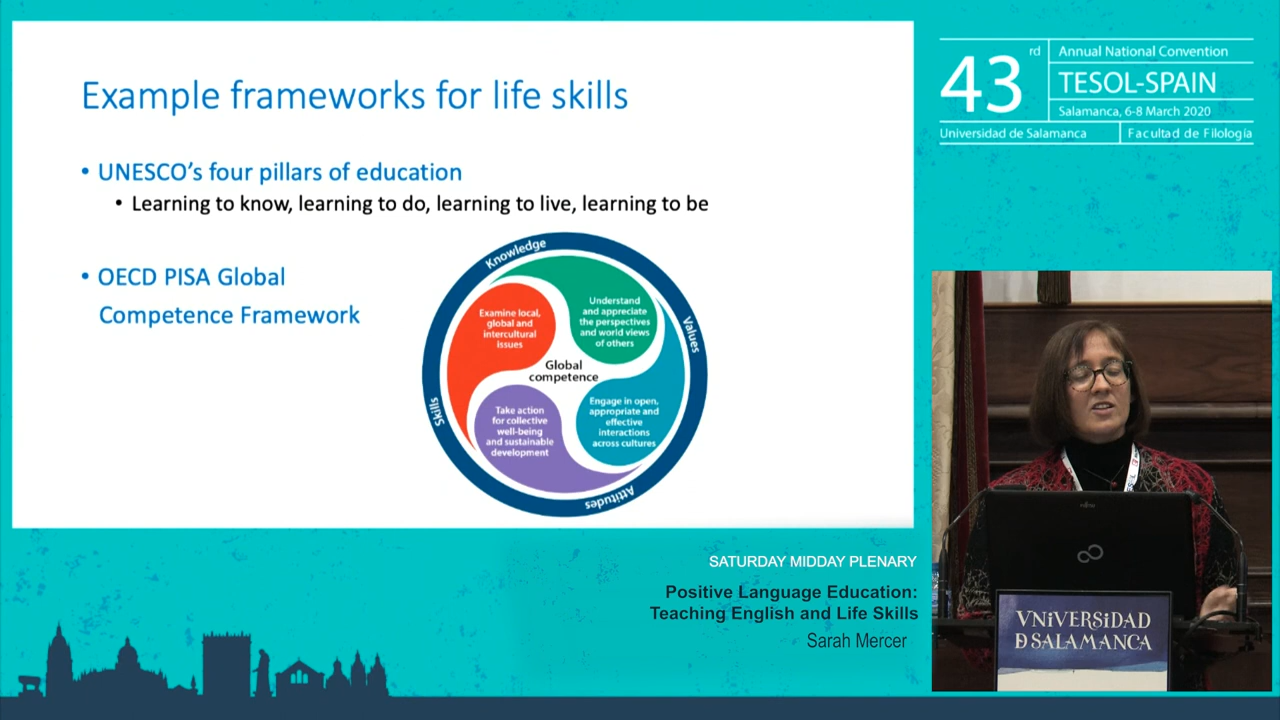 Example frameworks for life skills
• UNESCO's four pillars of education
• Learning to know, learning to do, learning to live, learning to be
• OECD PISA Global
Competence Framework
Knowledge
Values
Attitudes
Skills
Examine local,
global and
intercultural
issues
Understand
and appreciate
the perspectives
and world views
of others
Global
competence
Take action
for collective
well-being
and sustainable
development
Engage in open,
appropriate and
effective
interactions
across cultures
43rd
Annual National Convention
TESOL-SPAIN
Salamanca, 6-8 March 2020
Universidad de Salamanca
Facultad de Filología
SATURDAY MIDDAY PLENARY
Positive Language Education:
Teaching English and Life Skills
Sarah Mercer
VNiVERSiDAD
Ð SALAMANCA